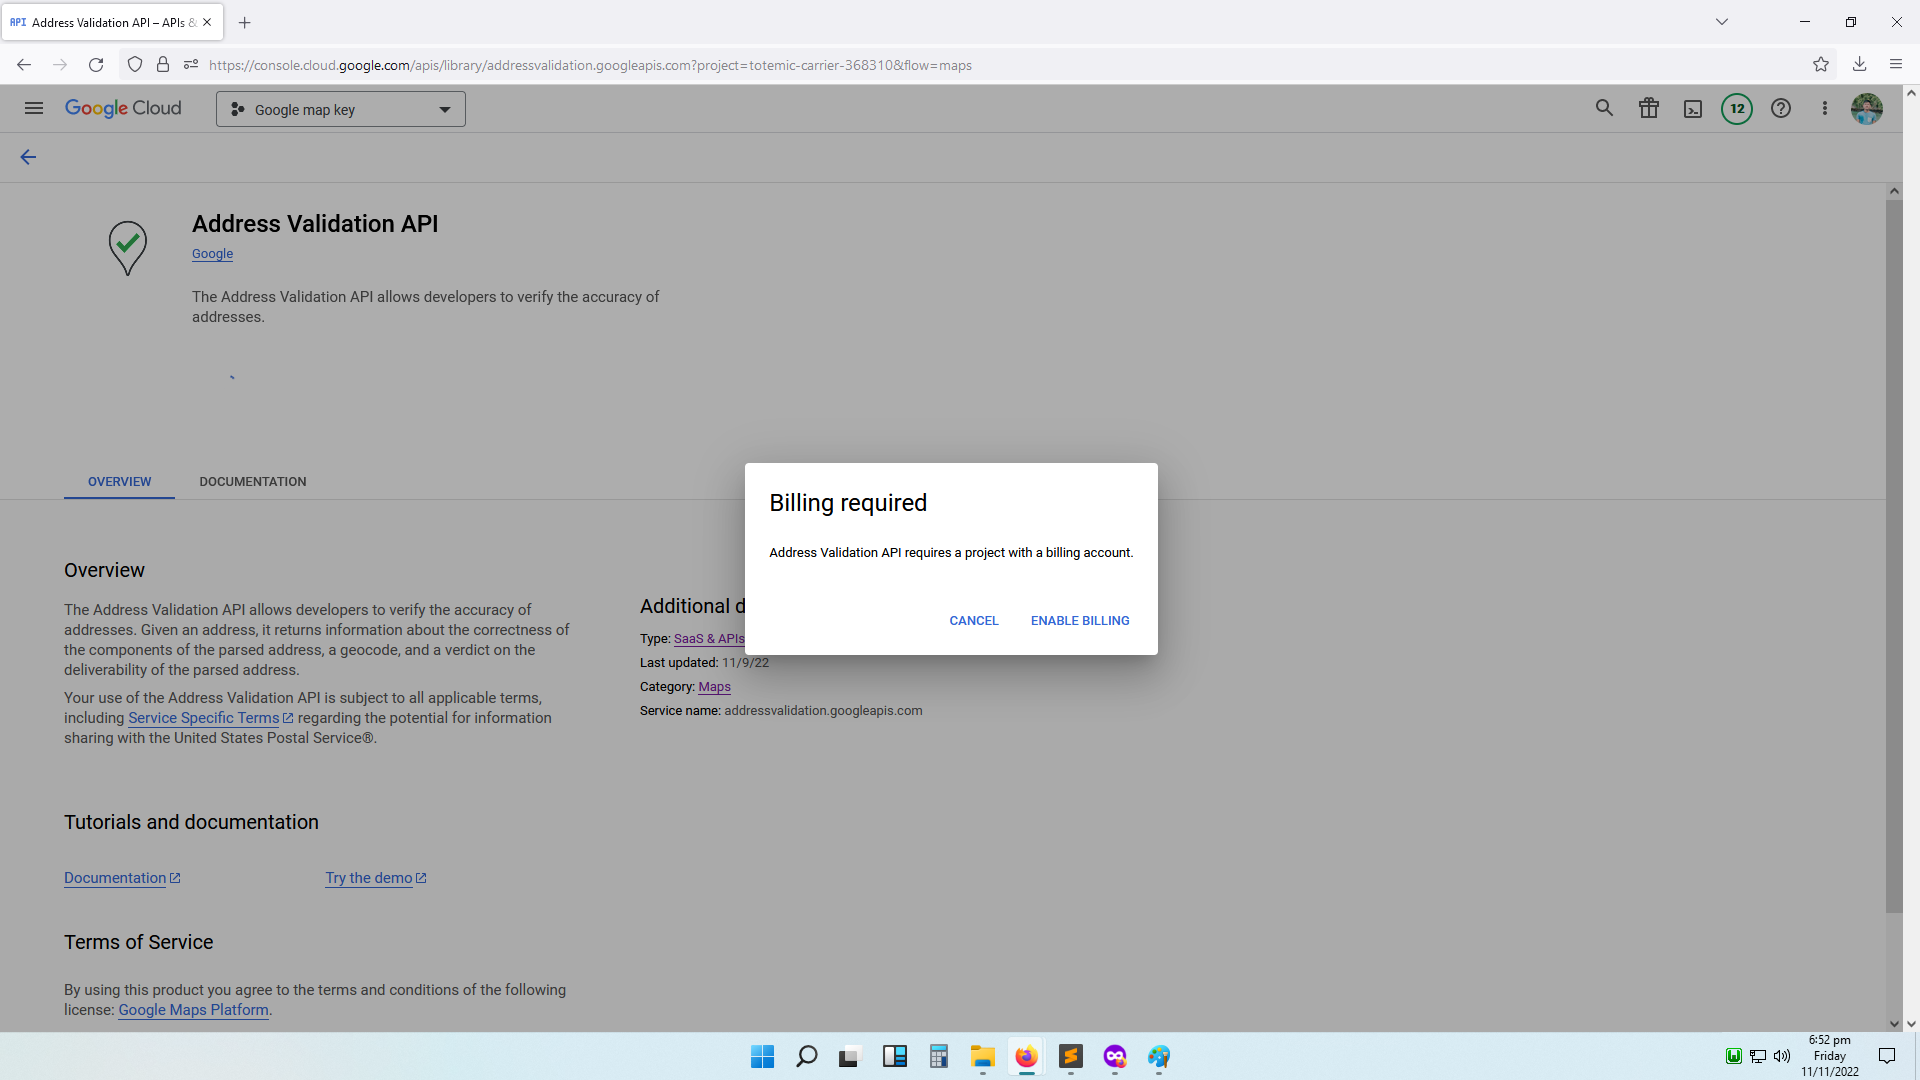 API Address Validation API – APIs &
https://console.cloud.google.com/apis/library/addressvalidation.googleapis.com?project=totemic-carrier-368310&flow=maps
Google Cloud
Google map key
12
Address Validation API
Google
The Address Validation API allows developers to verify the accuracy of
addresses.
OVERVIEW
DOCUMENTATION
Billing required
Address Validation API requires a project with a billing account.
CANCEL
ENABLE BILLING
Overview
The Address Validation API allows developers to verify the accuracy of
addresses. Given an address, it returns information about the correctness of
the components of the parsed address, a geocode, and a verdict on the
deliverability of the parsed address.
Your use of the Address Validation API is subject to all applicable terms,
including Service Specific Terms regarding the potential for information
sharing with the United States Postal Service®.
Additional d
Type: SaaS & APIs
Last updated: 11/9/22
Category: Maps
Service name: addressvalidation.googleapis.com
Tutorials and documentation
Documentation
Try the demo
Terms of Service
By using this product you agree to the terms and conditions of the following
license: Google Maps Platform.
6:52 pm
Friday
11/11/2022